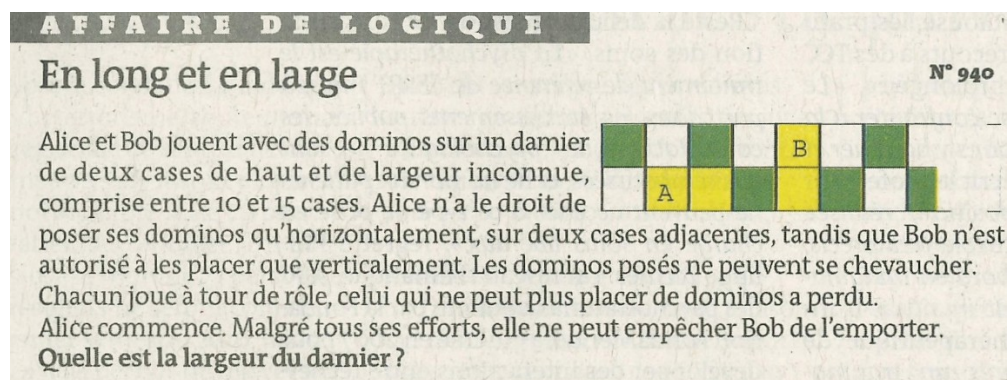 AFFAIRE DE LOGIQUE
En long et en large
N° 940
Alice et Bob jouent avec des dominos sur un damier
de deux cases de haut et de largeur inconnue,
comprise entre 10 et 15 cases. Alice n'a le droit de
poser ses dominos qu'horizontalement, sur deux cases adjacentes, tandis que Bob n'est
autorisé à les placer que verticalement. Les dominos posés ne peuvent se chevaucher.
Chacun joue à tour de rôle, celui qui ne peut plus placer de dominos a perdu.
Alice commence. Malgré tous ses efforts, elle ne peut empêcher Bob de l'emporter.
Quelle est la largeur du damier ?
B
A